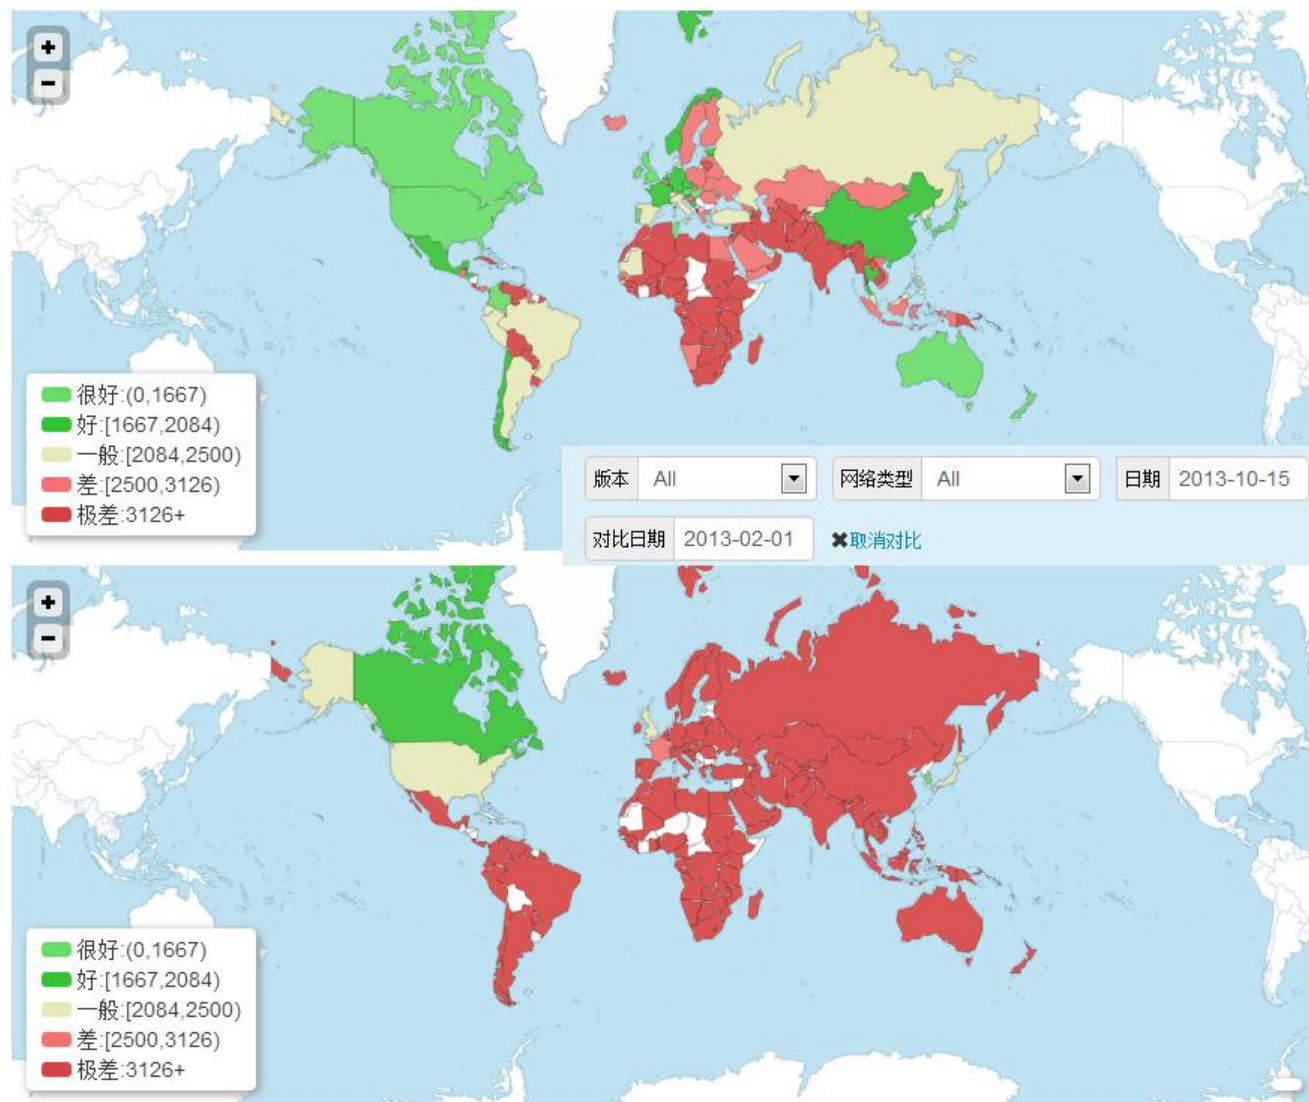 +
−
很好:(0,1667)
好:[1667,2084)
一般:[2084,2500)
差:[2500,3126)
极差:3126+
版本 All 网络类型 All 日期 2013-10-15
对比日期 2013-02-01 ✖取消对比
+
−
很好:(0,1667)
好:[1667,2084)
一般:[2084,2500)
差:[2500,3126)
极差:3126+